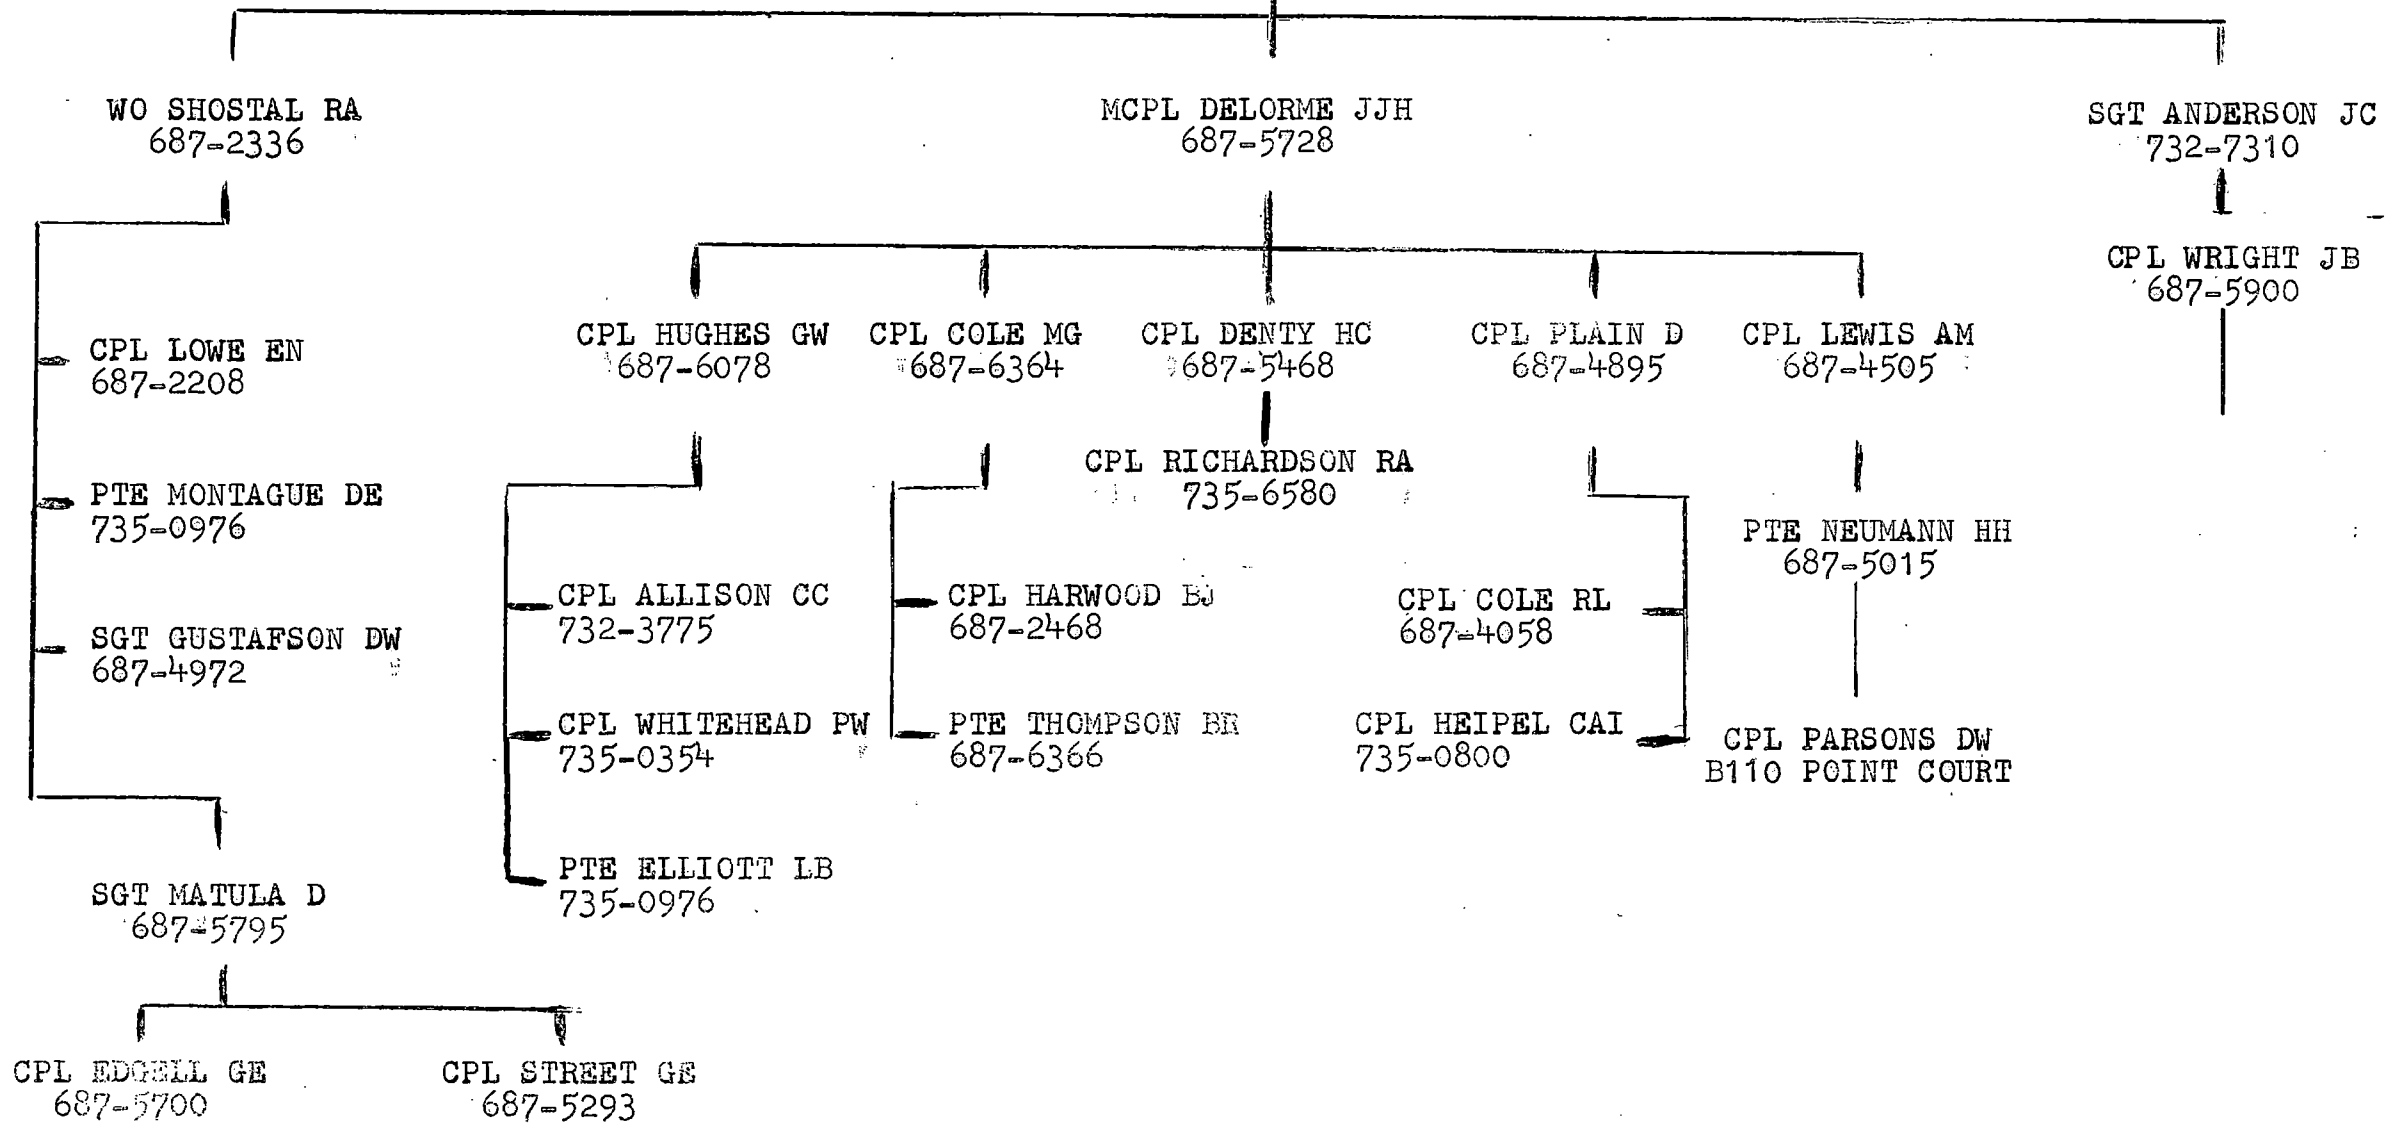 WO SHOSTAL RA
687-2336
MCPL DELORME JJH
687-5728
SGT ANDERSON JC
732-7310
CPL WRIGHT JB
687-5900
CPL LOWE EN
687-2208
PTE MONTAGUE DE
735-0976
SGT GUSTAFSON DW
687-4972
SGT MATULA D
687-5795
CPL EDGELL GE
687-5700
CPL STREET GE
687-5293
CPL HUGHES GW
687-6078
CPL ALLISON CC
732-3775
CPL WHITEHEAD PW
735-0354
PTE ELLIOTT LB
735-0976
CPL COLE MG
687-6364
CPL HARWOOD BJ
687-2468
PTE THOMPSON BR
687-6366
CPL DENTY HC
687-5468
CPL RICHARDSON RA
735-6580
CPL PLAIN D
687-4895
CPL COLE RL
687-4058
CPL HEIPEL CAI
735-0800
CPL LEWIS AM
687-4505
PTE NEUMANN HH
687-5015
CPL PARSONS DW
B110 POINT COURT